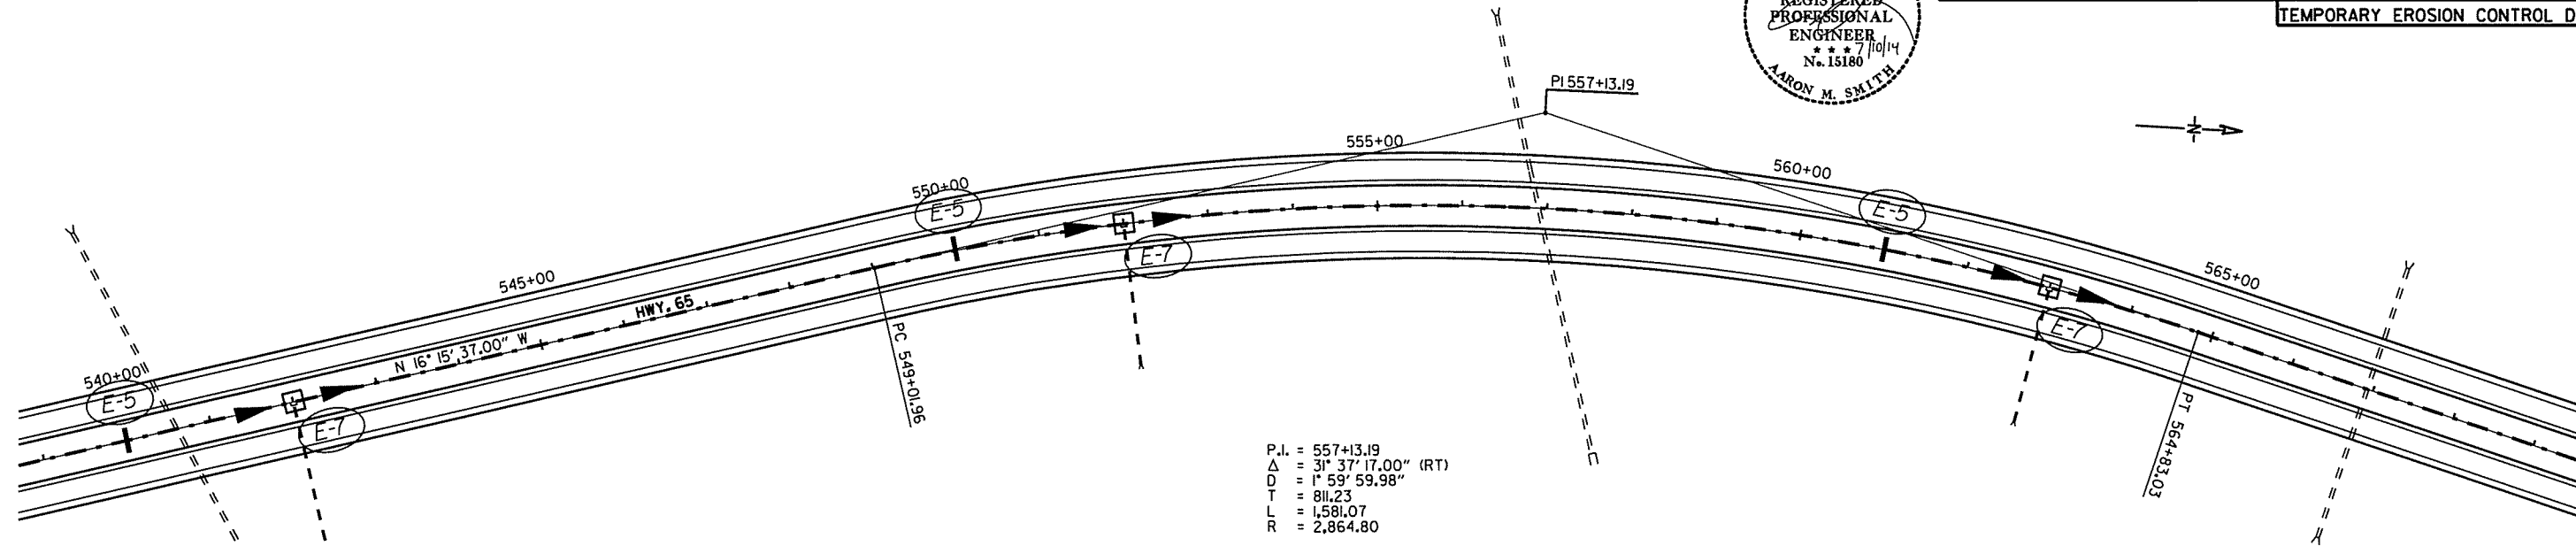 REGISTERED
PROFESSIONAL
ENGINEER
* * * 7/10/14
No. 15180
AARON M. SMITH
TEMPORARY EROSION CONTROL D
PI 557+13.19
N
555+00
560+00
550+00
E-5
E-5
E-7
565+00
545+00
HWY. 65
N 16° 15' 37.00" W
PC 549+01.96
E-7
540+00
E-5
E-7
PT 564+83.03
P.I. = 557+13.19
Δ = 31° 37' 17.00" (RT)
D = 1° 59' 59.98"
T = 811.23
L = 1,581.07
R = 2,864.80